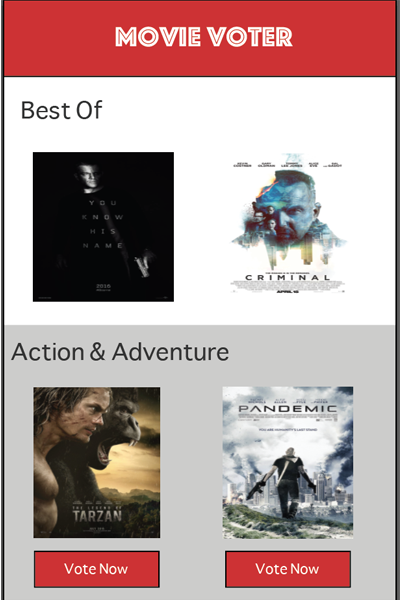 MOVIE VOTER
Best Of
YOU
KNOW
HIS
NAME
2016
CRIMINAL
APRIL 15
Action & Adventure
THE LEGEND OF
TARZAN
PANDEMIC
Vote Now
Vote Now